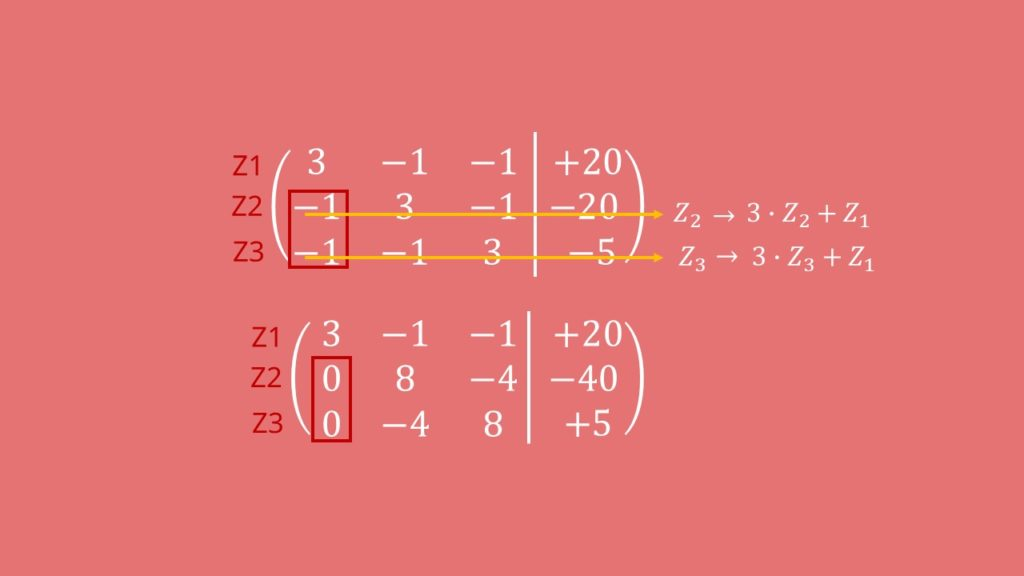 Z1 ( 3 −1 −1 | +20 )
Z2 −1 3 −1 | −20 Z₂ → 3 · Z₂ + Z₁
Z3 −1 −1 3 | −5 Z₃ → 3 · Z₃ + Z₁
Z1 ( 3 −1 −1 | +20 )
Z2 0 8 −4 | −40
Z3 0 −4 8 | +5